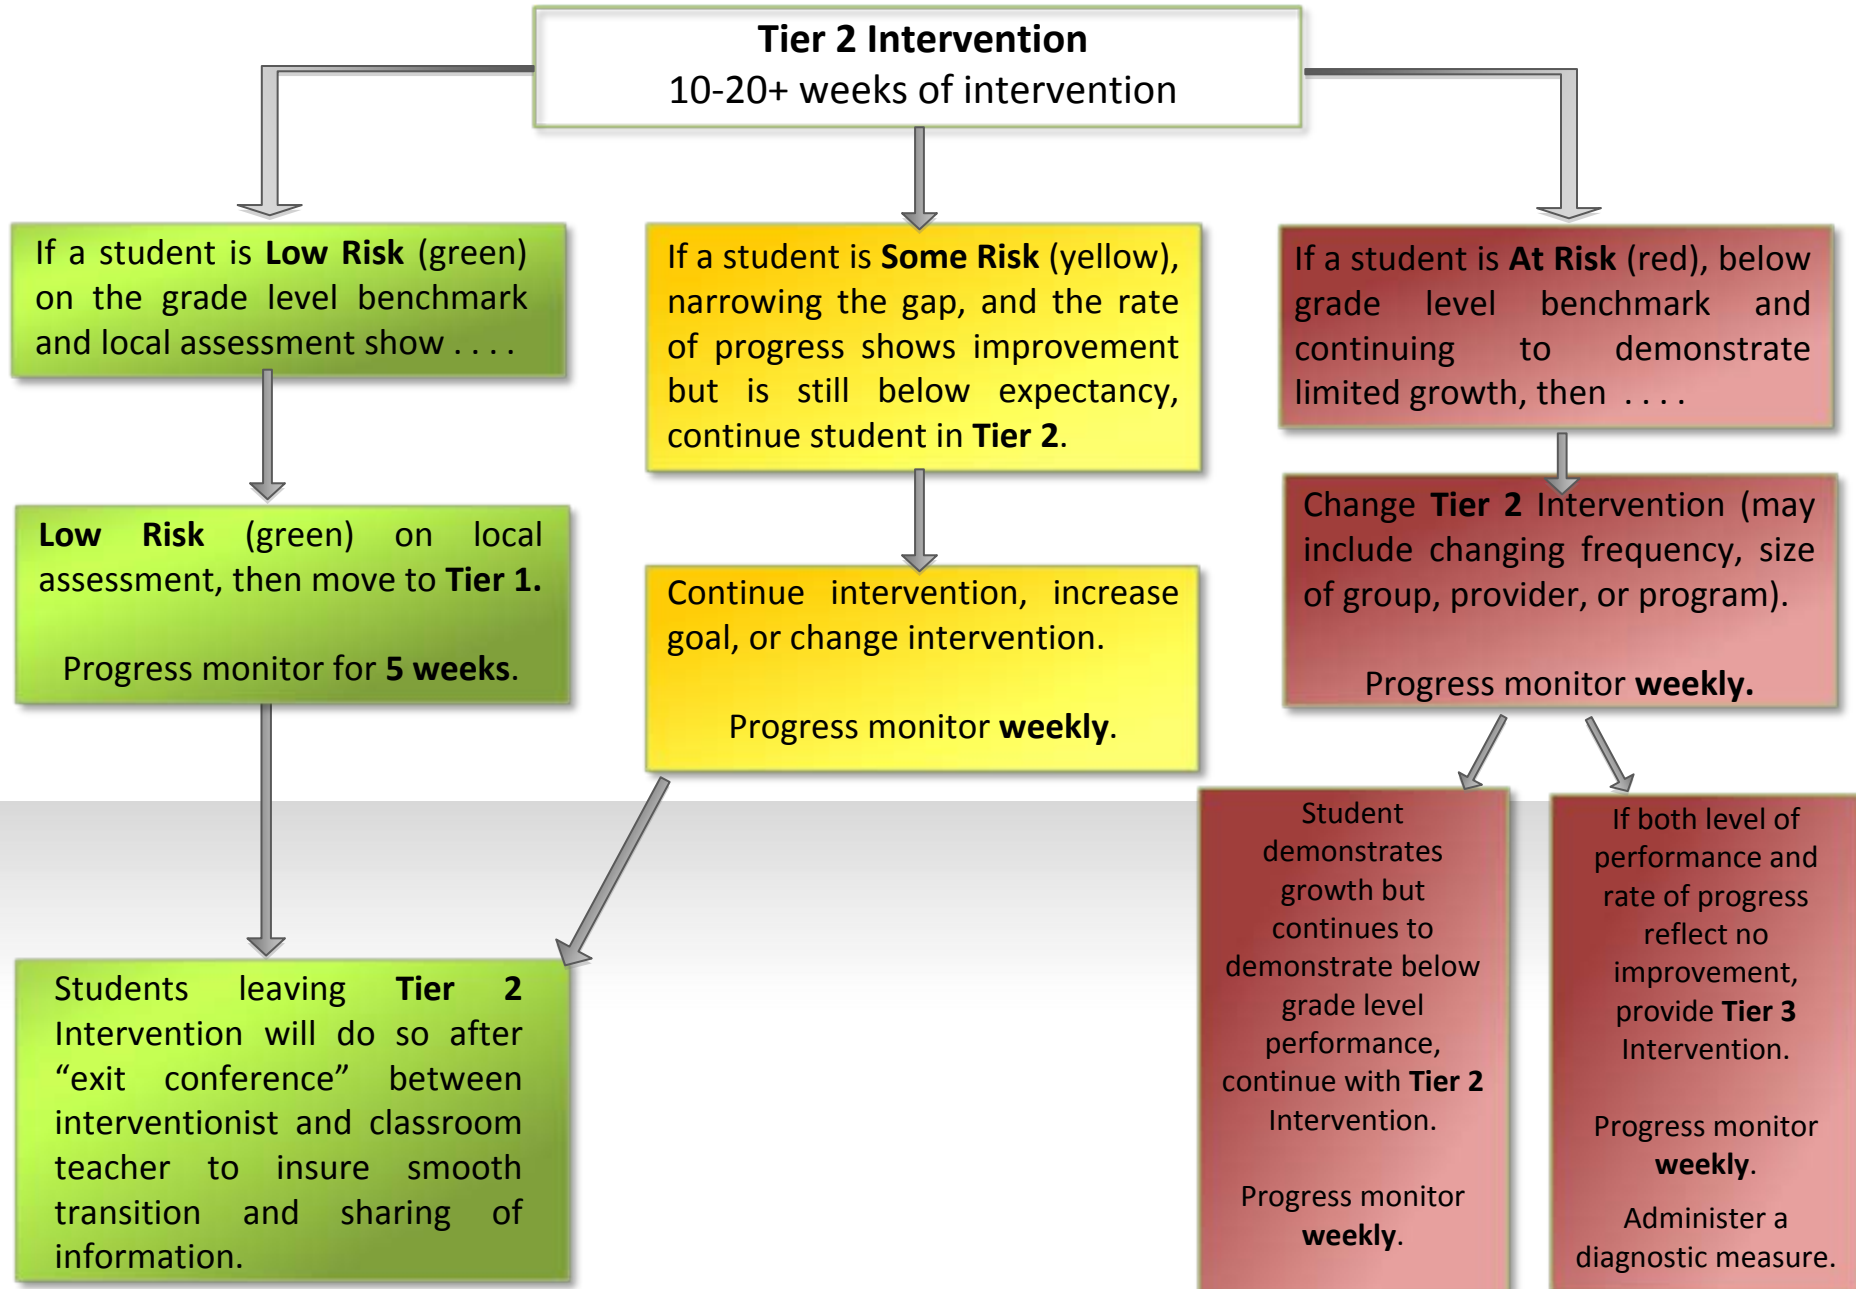 Tier 2 Intervention
10-20+ weeks of intervention
If a student is Low Risk (green)
on the grade level benchmark
and local assessment show . . . .
Low Risk (green) on local
assessment, then move to Tier 1.
Progress monitor for 5 weeks.
Students leaving Tier 2
Intervention will do so after
“exit conference” between
interventionist and classroom
teacher to insure smooth
transition and sharing of
information.
If a student is Some Risk (yellow),
narrowing the gap, and the rate
of progress shows improvement
but is still below expectancy,
continue student in Tier 2.
Continue intervention, increase
goal, or change intervention.
Progress monitor weekly.
If a student is At Risk (red), below
grade level benchmark and
continuing to demonstrate
limited growth, then . . . .
Change Tier 2 Intervention (may
include changing frequency, size
of group, provider, or program).
Progress monitor weekly.
Student
demonstrates
growth but
continues to
demonstrate below
grade level
performance,
continue with Tier 2
Intervention.
Progress monitor
weekly.
If both level of
performance and
rate of progress
reflect no
improvement,
provide Tier 3
Intervention.
Progress monitor
weekly.
Administer a
diagnostic measure.